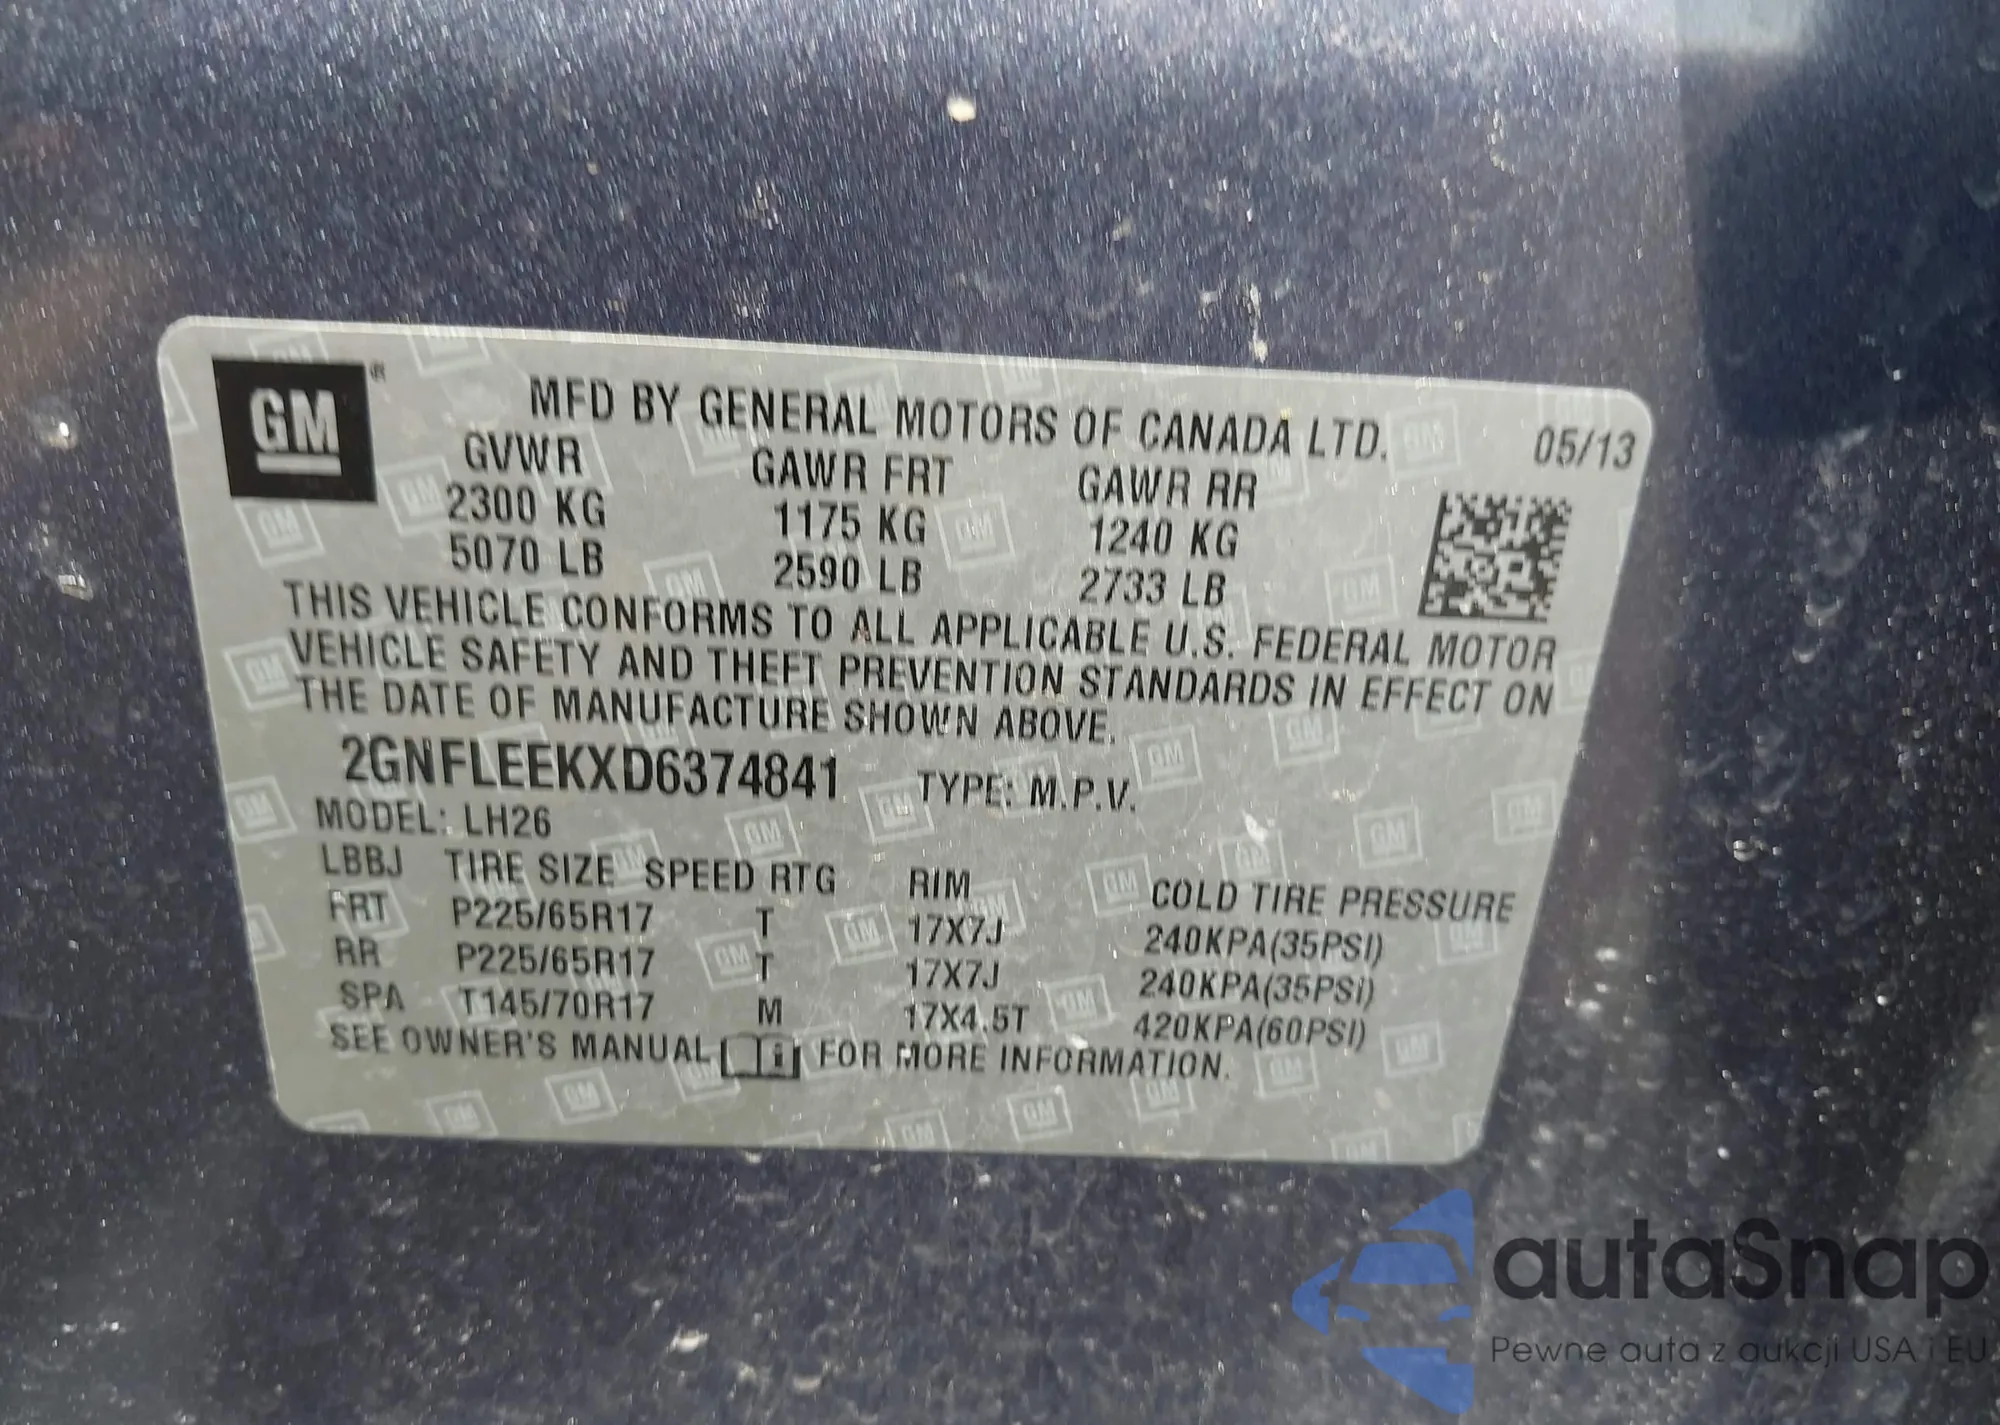 GM ®
MFD BY GENERAL MOTORS OF CANADA LTD. 05/13
GVWR GAWR FRT GAWR RR
2300 KG 1175 KG 1240 KG
5070 LB 2590 LB 2733 LB
THIS VEHICLE CONFORMS TO ALL APPLICABLE U.S. FEDERAL MOTOR
VEHICLE SAFETY AND THEFT PREVENTION STANDARDS IN EFFECT ON
THE DATE OF MANUFACTURE SHOWN ABOVE.
2GNFLEEKXD6374841 TYPE: M.P.V.
MODEL: LH26
LBBJ TIRE SIZE SPEED RTG RIM COLD TIRE PRESSURE
FRT P225/65R17 T 17X7J 240KPA(35PSI)
RR P225/65R17 T 17X7J 240KPA(35PSI)
SPA T145/70R17 M 17X4.5T 420KPA(60PSI)
SEE OWNER'S MANUAL i FOR MORE INFORMATION.
autaSnap
Pewne auta z aukcji USA i EU